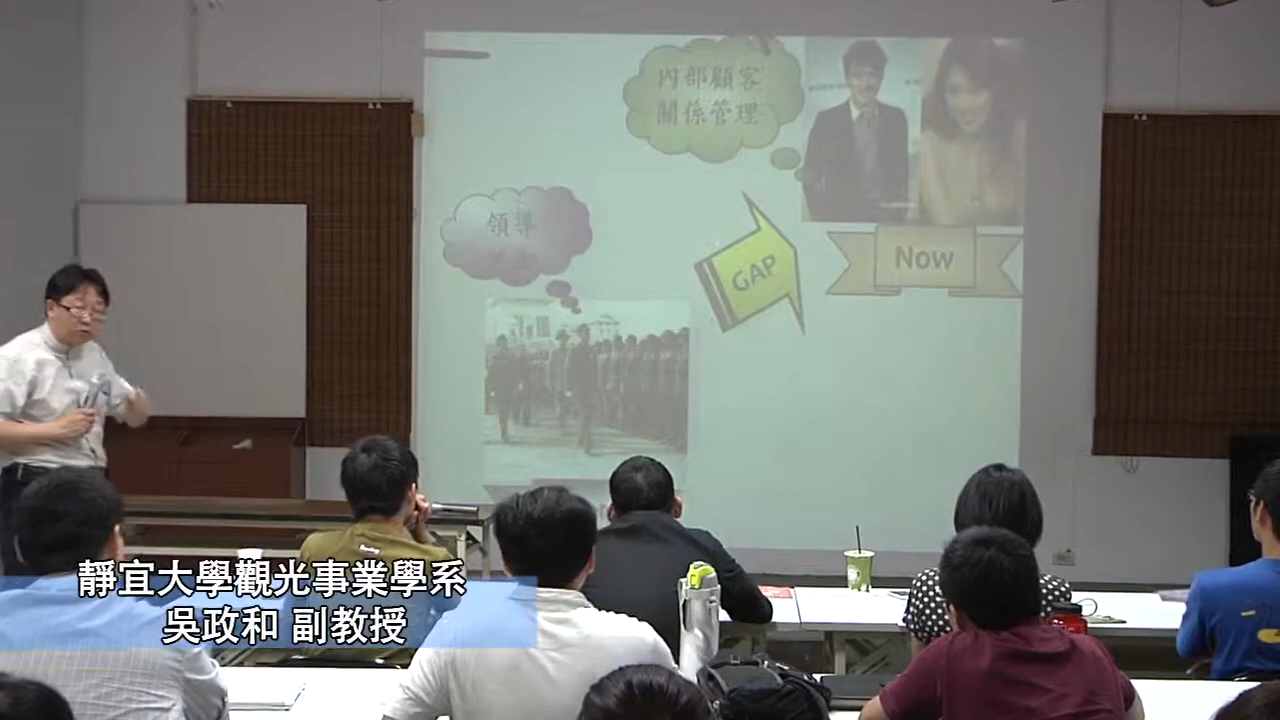 內部顧客
關係管理
領導
GAP
Now
靜宜大學觀光事業學系
吳政和 副教授